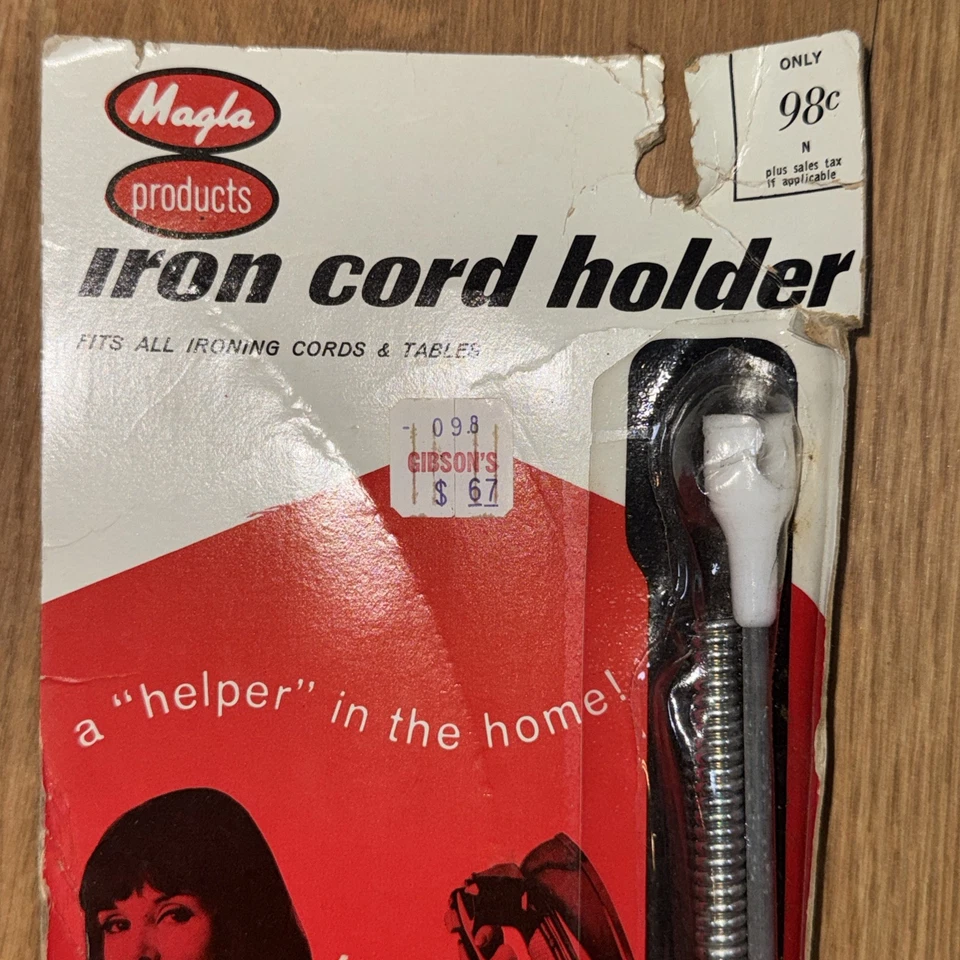 Magla
products
ONLY
98c
N
plus sales tax
if applicable
iron cord holder
FITS ALL IRONING CORDS & TABLES
- 098
GIBSON'S
$ 67
a "helper" in the home!